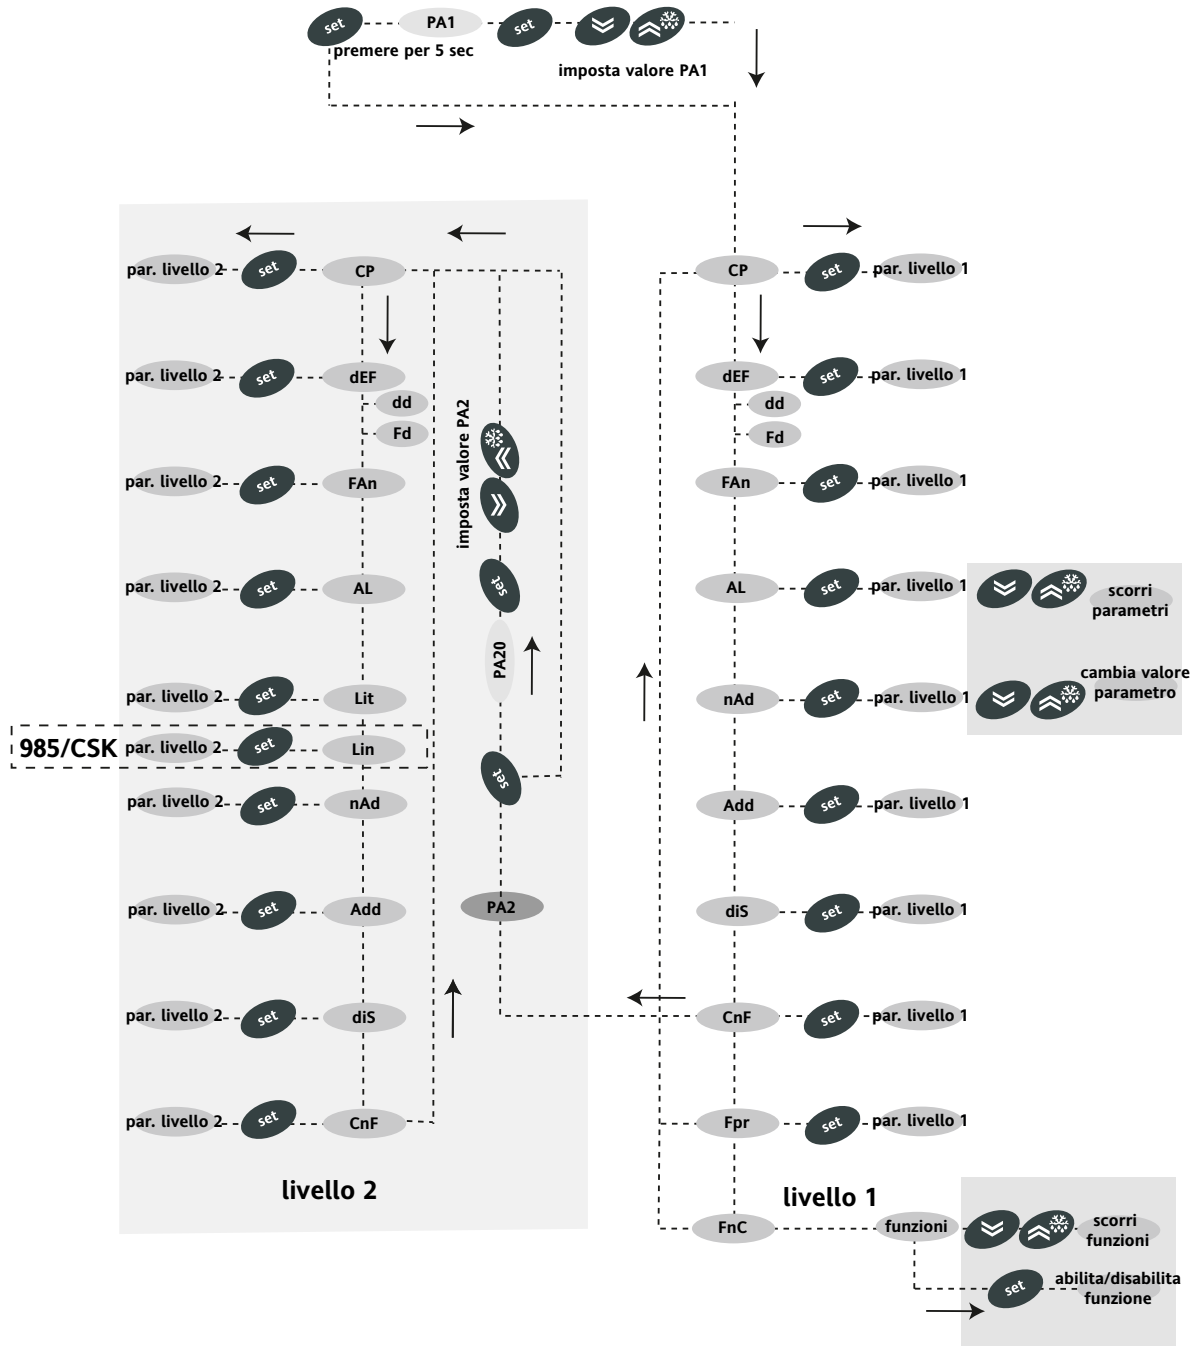 set PA1 set
premere per 5 sec
imposta valore PA1
par. livello 2 set CP
par. livello 2 set dEF
dd
Fd
par. livello 2 set FAn
par. livello 2 set AL
par. livello 2 set Lit
985/CSK par. livello 2 set Lin
par. livello 2 set nAd
par. livello 2 set Add
par. livello 2 set diS
par. livello 2 set CnF
livello 2
imposta valore PA2
set
PA20
set
PA2
CP set par. livello 1
dEF set par. livello 1
dd
Fd
FAn set par. livello 1
AL set par. livello 1
scorri
parametri
nAd set par. livello 1
cambia valore
parametro
Add set par. livello 1
diS set par. livello 1
CnF set par. livello 1
Fpr set par. livello 1
livello 1
FnC funzioni
scorri
funzioni
set
abilita/disabilita
funzione